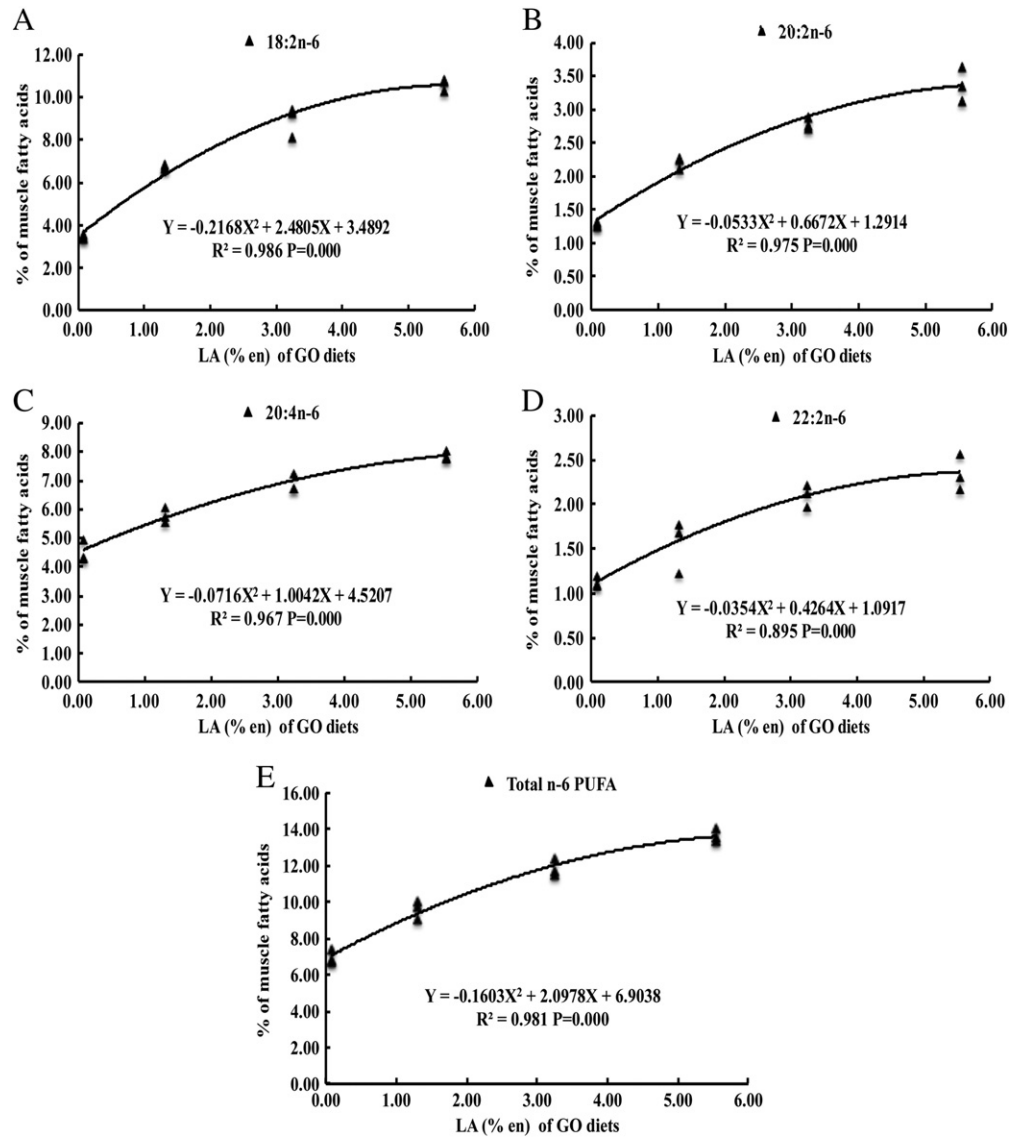 A
▲ 18:2n-6
% of muscle fatty acids
12.00
10.00
8.00
6.00
4.00
2.00
0.00
Y = -0.2168X² + 2.4805X + 3.4892
R² = 0.986 P=0.000
0.00 1.00 2.00 3.00 4.00 5.00 6.00
LA (% en) of GO diets
B
▲ 20:2n-6
% of muscle fatty acids
4.00
3.50
3.00
2.50
2.00
1.50
1.00
0.50
0.00
Y = -0.0533X² + 0.6672X + 1.2914
R² = 0.975 P=0.000
0.00 1.00 2.00 3.00 4.00 5.00 6.00
LA (% en) of GO diets
C
▲ 20:4n-6
% of muscle fatty acids
9.00
8.00
7.00
6.00
5.00
4.00
3.00
2.00
1.00
0.00
Y = -0.0716X² + 1.0042X + 4.5207
R² = 0.967 P=0.000
0.00 1.00 2.00 3.00 4.00 5.00 6.00
LA (% en) of GO diets
D
▲ 22:2n-6
% of muscle fatty acids
3.00
2.50
2.00
1.50
1.00
0.50
0.00
Y = -0.0354X² + 0.4264X + 1.0917
R² = 0.895 P=0.000
0.00 1.00 2.00 3.00 4.00 5.00 6.00
LA (% en) of GO diets
E
▲ Total n-6 PUFA
% of muscle fatty acids
16.00
14.00
12.00
10.00
8.00
6.00
4.00
2.00
0.00
Y = -0.1603X² + 2.0978X + 6.9038
R² = 0.981 P=0.000
0.00 1.00 2.00 3.00 4.00 5.00 6.00
LA (% en) of GO diets